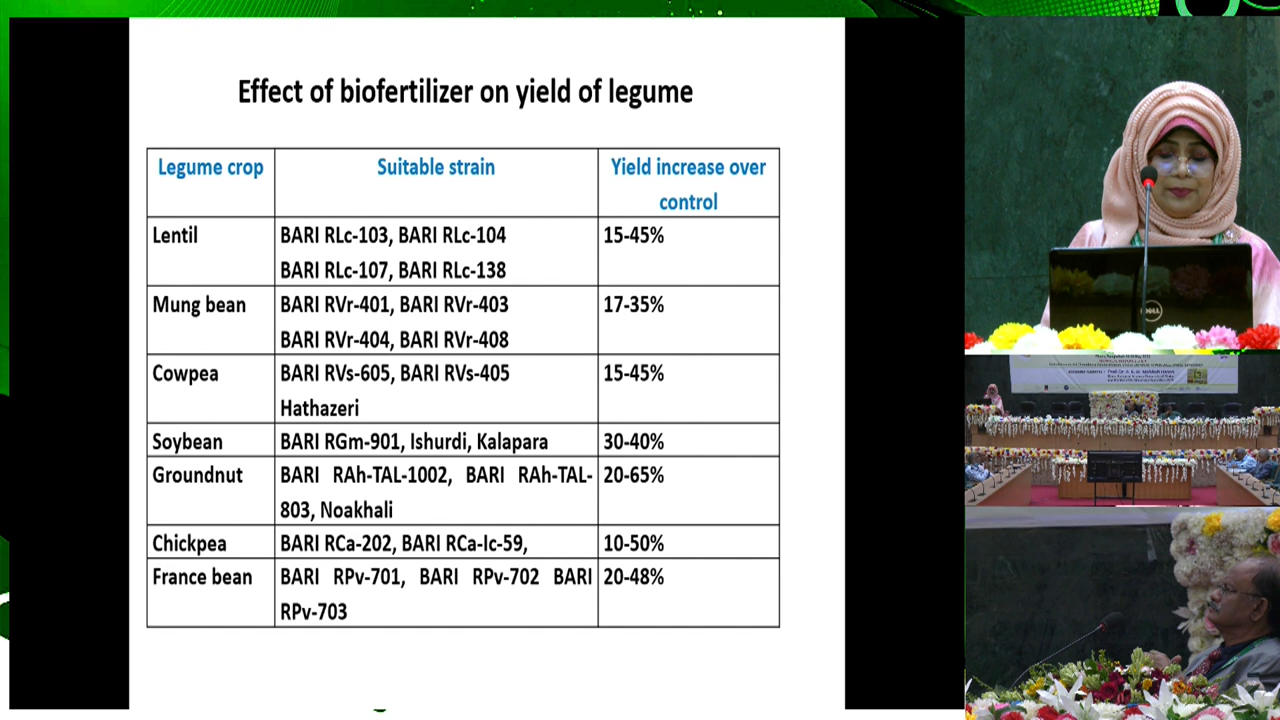 Effect of biofertilizer on yield of legume
Legume crop Suitable strain Yield increase over
control
Lentil BARI RLc-103, BARI RLc-104 15-45%
BARI RLc-107, BARI RLc-138
Mung bean BARI RVr-401, BARI RVr-403 17-35%
BARI RVr-404, BARI RVr-408
Cowpea BARI RVs-605, BARI RVs-405 15-45%
Hathazeri
Soybean BARI RGm-901, Ishurdi, Kalapara 30-40%
Groundnut BARI RAh-TAL-1002, BARI RAh-TAL- 20-65%
803, Noakhali
Chickpea BARI RCa-202, BARI RCa-Ic-59, 10-50%
France bean BARI RPv-701, BARI RPv-702 BARI 20-48%
RPv-703
DELL